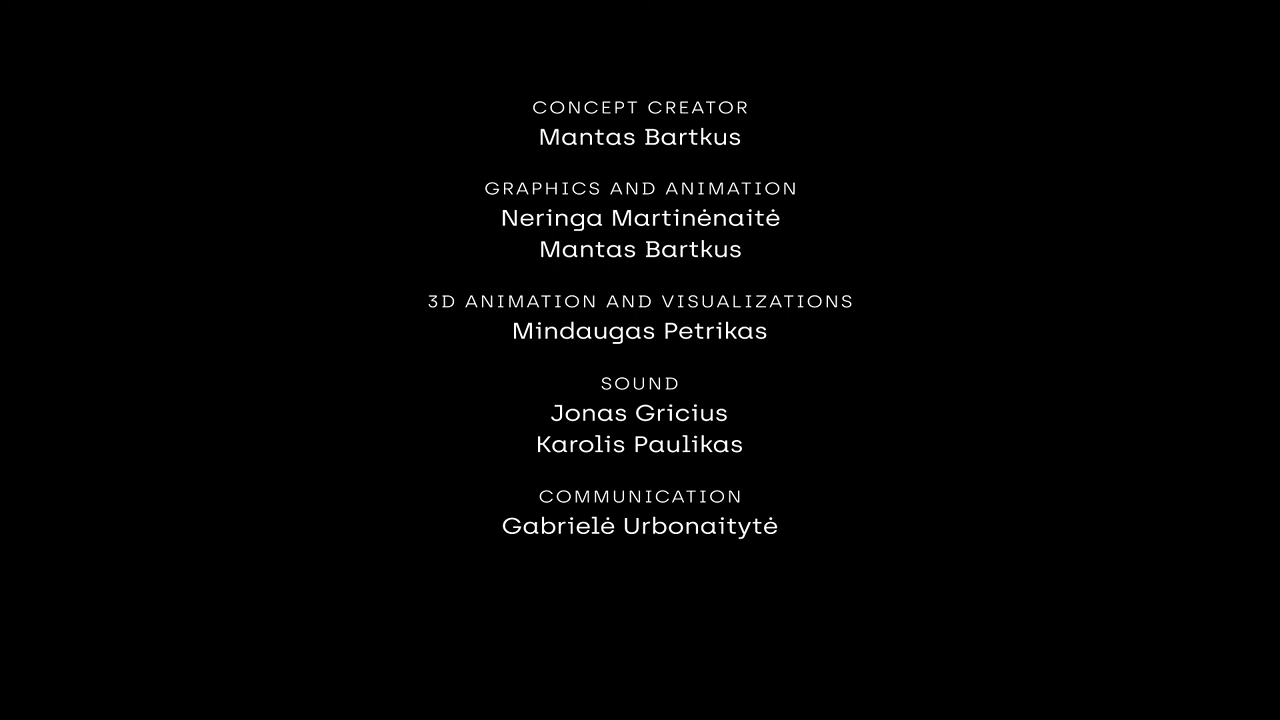 CONCEPT CREATOR
Mantas Bartkus
GRAPHICS AND ANIMATION
Neringa Martinėnaitė
Mantas Bartkus
3D ANIMATION AND VISUALIZATIONS
Mindaugas Petrikas
SOUND
Jonas Gricius
Karolis Paulikas
COMMUNICATION
Gabrielė Urbonaitytė